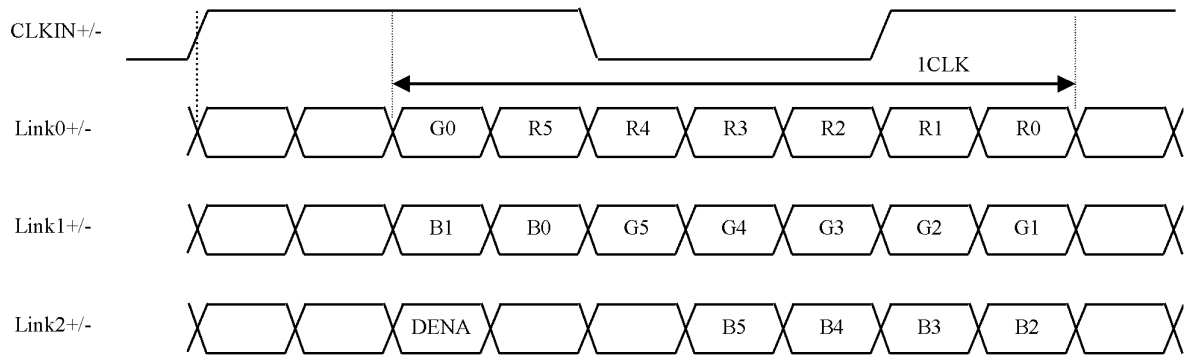 CLKIN+/-
1CLK
Link0+/- G0 R5 R4 R3 R2 R1 R0
Link1+/- B1 B0 G5 G4 G3 G2 G1
Link2+/- DENA B5 B4 B3 B2